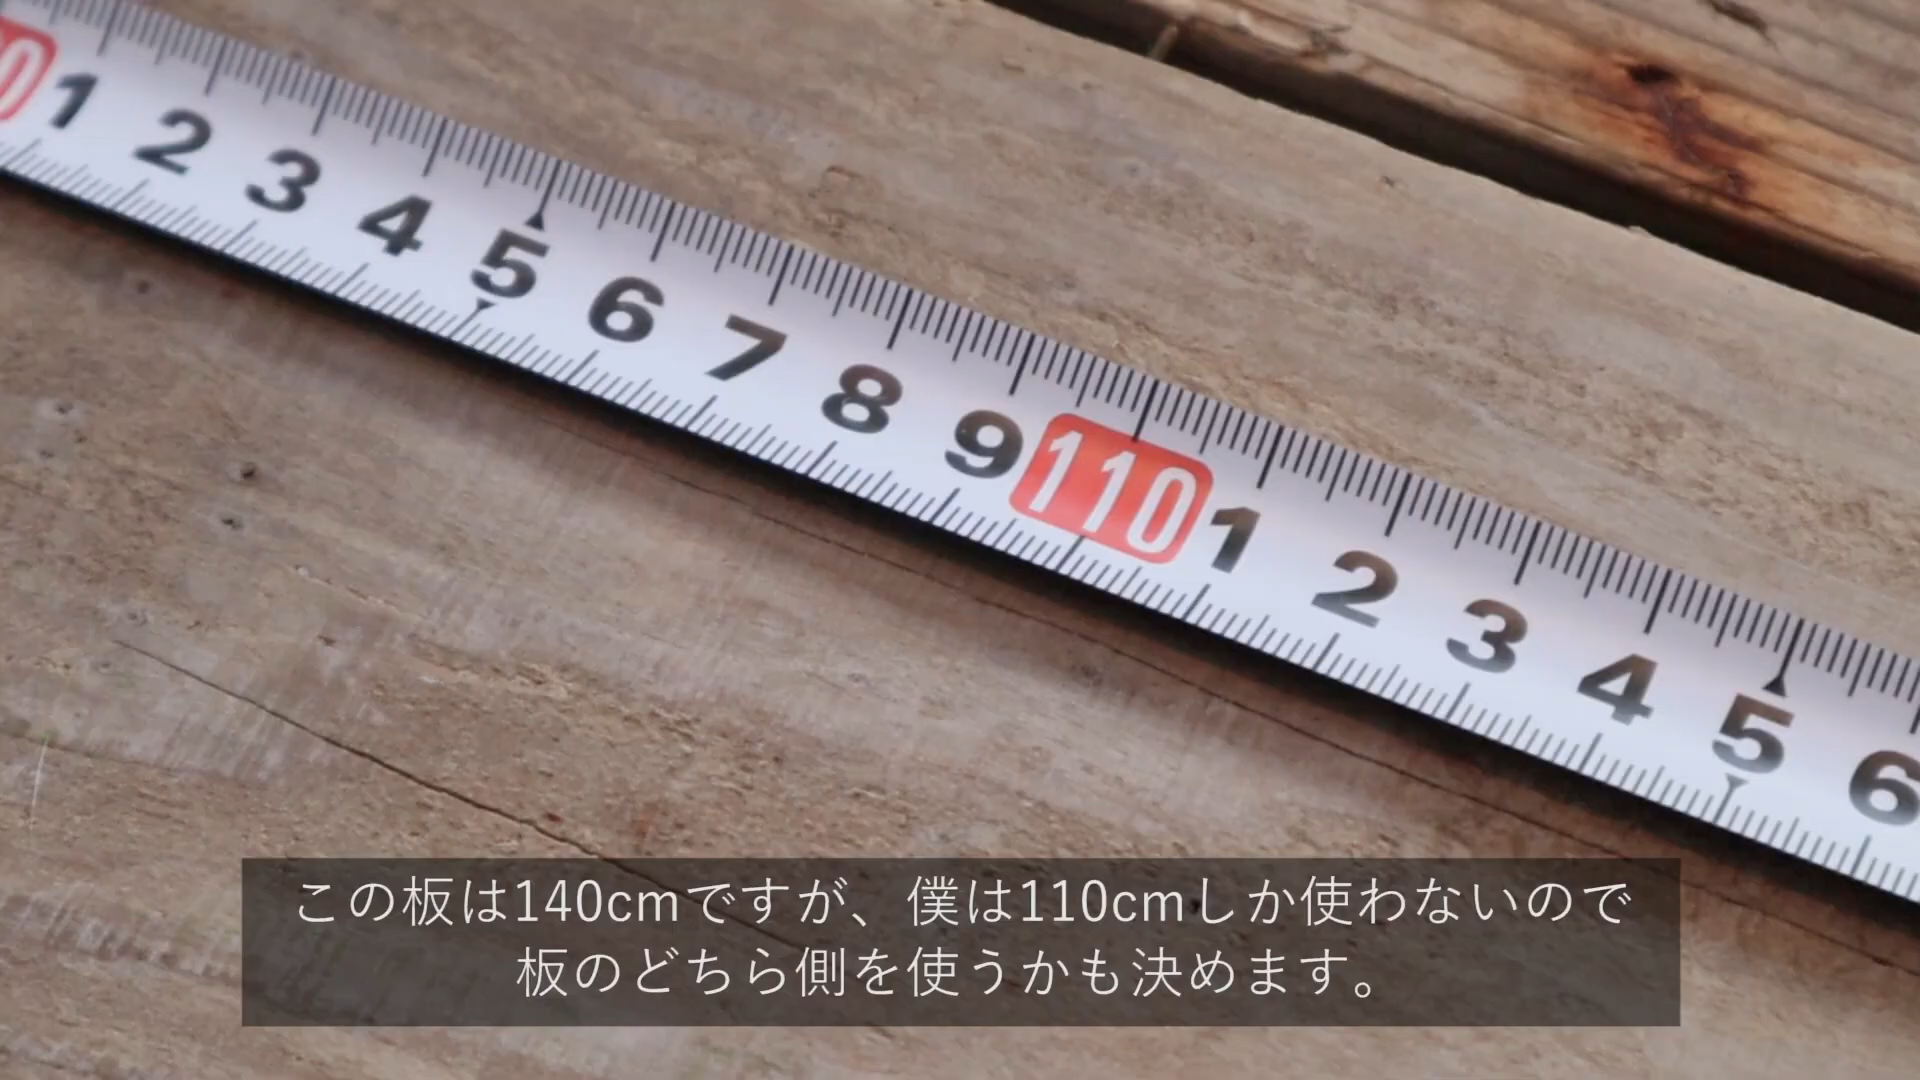 0 1 2 3 4 5 6 7 8 9 110 1 2 3 4 5 6
この板は140cmですが、僕は110cmしか使わないので
板のどちら側を使うかも決めます。